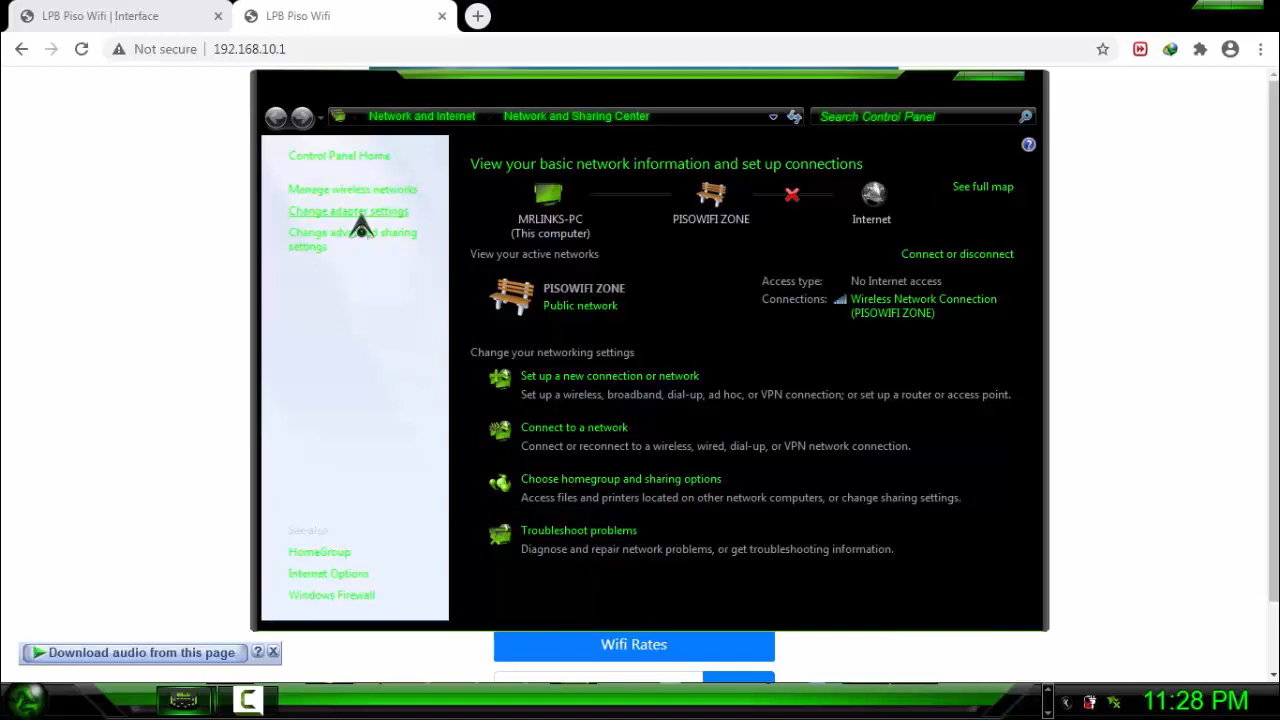 LPB Piso Wifi | Interface
LPB Piso Wifi
Not secure
192.168.10.1
Network and Internet
Network and Sharing Center
Search Control Panel
Control Panel Home
Manage wireless networks
Change adapter settings
Change advanced sharing
settings
See also
HomeGroup
Internet Options
Windows Firewall
View your basic network information and set up connections
See full map
MRLINKS-PC
(This computer)
PISOWIFI ZONE
Internet
View your active networks
Connect or disconnect
PISOWIFI ZONE
Public network
Access type:
No Internet access
Connections:
Wireless Network Connection
(PISOWIFI ZONE)
Change your networking settings
Set up a new connection or network
Set up a wireless, broadband, dial-up, ad hoc, or VPN connection; or set up a router or access point.
Connect to a network
Connect or reconnect to a wireless, wired, dial-up, or VPN network connection.
Choose homegroup and sharing options
Access files and printers located on other network computers, or change sharing settings.
Troubleshoot problems
Diagnose and repair network problems, or get troubleshooting information.
Wifi Rates
Download audio from this page
?
11:28 PM